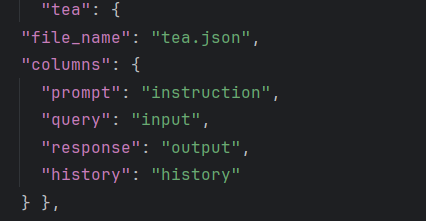 "tea": {
"file_name": "tea.json",
"columns": {
"prompt": "instruction",
"query": "input",
"response": "output",
"history": "history"
} },